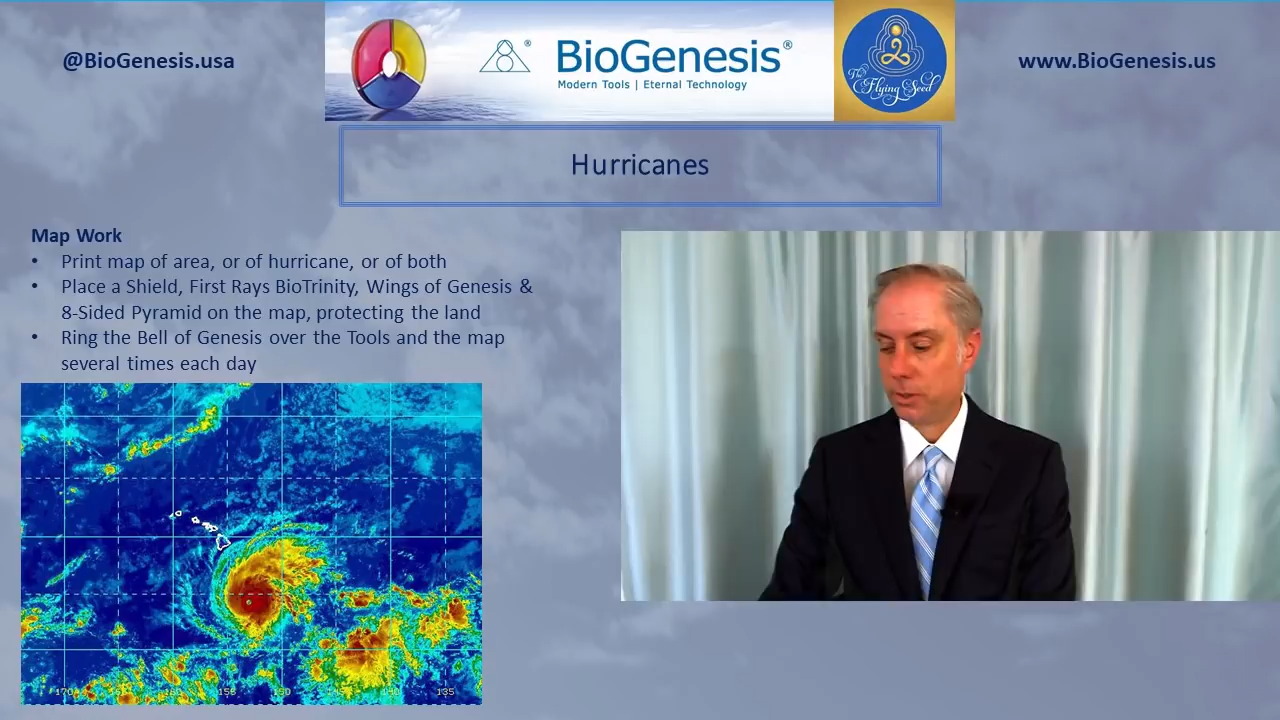 @BioGenesis.usa
BioGenesis®
Modern Tools | Eternal Technology
The Flying Seed
www.BioGenesis.us
Hurricanes
Map Work
• Print map of area, or of hurricane, or of both
• Place a Shield, First Rays BioTrinity, Wings of Genesis &
8-Sided Pyramid on the map, protecting the land
• Ring the Bell of Genesis over the Tools and the map
several times each day
170
155
150
135